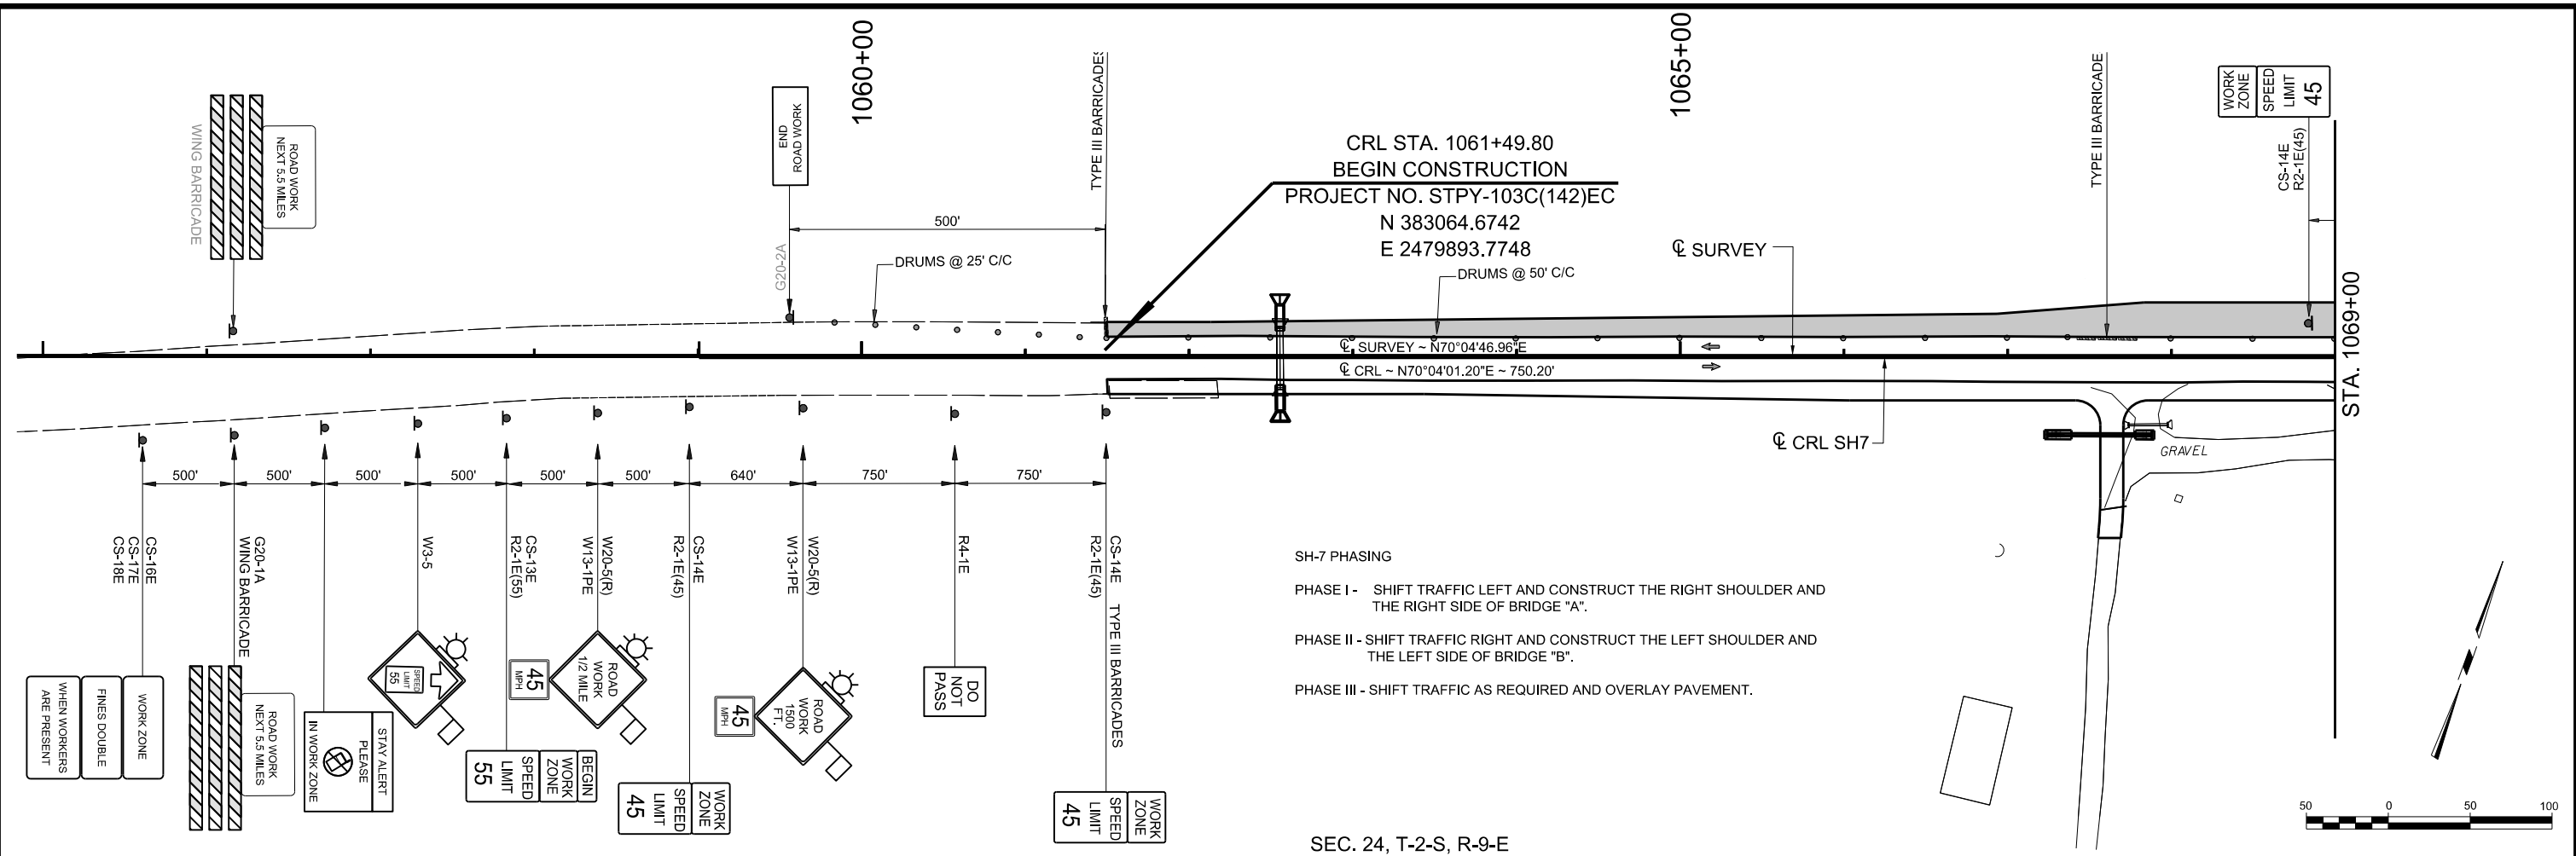 1060+00
1065+00
WING BARRICADE
ROAD WORK
NEXT 5.5 MILES
END
ROAD WORK
G20-2A
500'
DRUMS @ 25' C/C
TYPE III BARRICADES
CRL STA. 1061+49.80
BEGIN CONSTRUCTION
PROJECT NO. STPY-103C(142)EC
N 383064.6742
E 2479893.7748
DRUMS @ 50' C/C
℄ SURVEY
TYPE III BARRICADE
WORK
ZONE
SPEED
LIMIT
45
CS-14E
R2-1E(45)
STA. 1069+00
℄ SURVEY ~ N70°04'46.96"E
℄ CRL ~ N70°04'01.20"E ~ 750.20'
℄ CRL SH7
GRAVEL
500'
500'
500'
500'
500'
500'
640'
750'
750'
CS-16E
CS-17E
CS-18E
G20-1A
WING BARRICADE
W3-5
CS-13E
R2-1E(55)
W20-5(R)
W13-1PE
CS-14E
R2-1E(45)
W20-5(R)
W13-1PE
R4-1E
CS-14E
R2-1E(45)
TYPE III BARRICADES
WORK ZONE
FINES DOUBLE
WHEN WORKERS
ARE PRESENT
ROAD WORK
NEXT 5.5 MILES
STAY ALERT
PLEASE
IN WORK ZONE
SPEED
LIMIT
55
BEGIN
WORK
ZONE
SPEED
LIMIT
55
ROAD
WORK
1/2 MILE
45
MPH
WORK
ZONE
SPEED
LIMIT
45
ROAD
WORK
1500
FT.
45
MPH
DO
NOT
PASS
WORK
ZONE
SPEED
LIMIT
45
SH-7 PHASING
PHASE I - SHIFT TRAFFIC LEFT AND CONSTRUCT THE RIGHT SHOULDER AND
THE RIGHT SIDE OF BRIDGE "A".
PHASE II - SHIFT TRAFFIC RIGHT AND CONSTRUCT THE LEFT SHOULDER AND
THE LEFT SIDE OF BRIDGE "B".
PHASE III - SHIFT TRAFFIC AS REQUIRED AND OVERLAY PAVEMENT.
SEC. 24, T-2-S, R-9-E
50 0 50 100